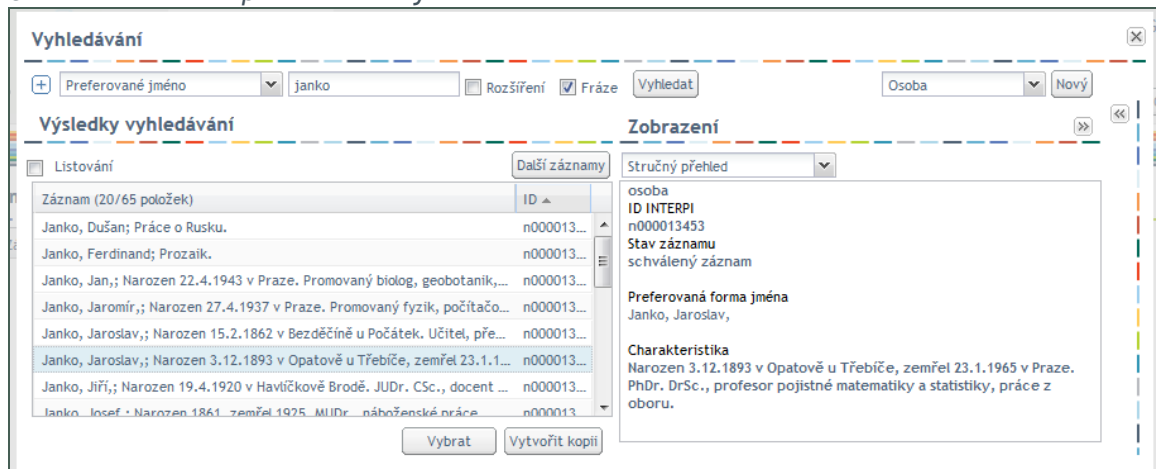 Vyhledávání
Preferované jméno janko Rozšíření Fráze Vyhledat Osoba Nový
Výsledky vyhledávání
Listování Další záznamy
Záznam (20/65 položek) ID
Janko, Dušan; Práce o Rusku. n000013...
Janko, Ferdinand; Prozaik. n000013...
Janko, Jan,; Narozen 22.4.1943 v Praze. Promovaný biolog, geobotanik,... n000013...
Janko, Jaromír,; Narozen 27.4.1937 v Praze. Promovaný fyzik, počítačo... n000013...
Janko, Jaroslav,; Narozen 15.2.1862 v Bezděčíně u Počátek. Učitel, pře... n000013...
Janko, Jaroslav,; Narozen 3.12.1893 v Opatově u Třebíče, zemřel 23.1.1... n000013...
Janko, Jiří,; Narozen 19.4.1920 v Havlíčkově Brodě. JUDr. CSc., docent ... n000013...
Janko, Josef,; Narozen 1861, zemřel 1925. MUDr., náboženské práce n000013
Vybrat Vytvořit kopii
Zobrazení
Stručný přehled
osoba
ID INTERPI
n000013453
Stav záznamu
schválený záznam
Preferovaná forma jména
Janko, Jaroslav,
Charakteristika
Narozen 3.12.1893 v Opatově u Třebíče, zemřel 23.1.1965 v Praze.
PhDr. DrSc., profesor pojistné matematiky a statistiky, práce z
oboru.